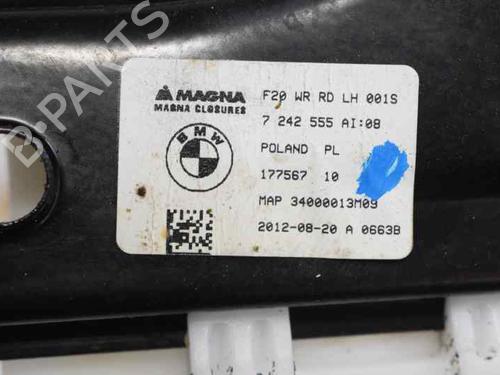 B-PARTS
MAGNA
MAGNA CLOSURES
BMW
F20 WR RD LH 001S
7 242 555 AI:08
POLAND PL
177567 10
MAP 34000013M09
2012-08-20 A 0663B